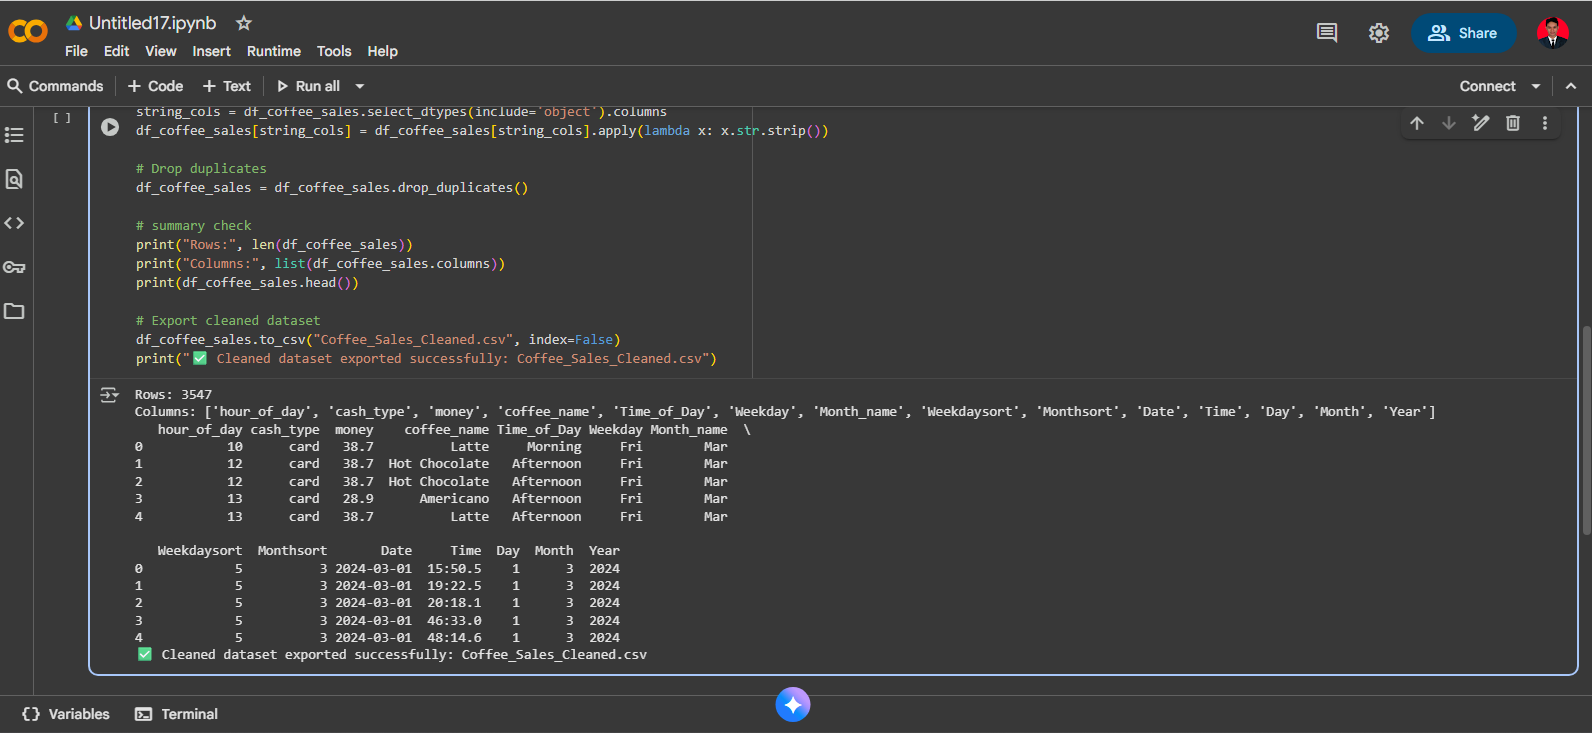 Untitled17.ipynb
File Edit View Insert Runtime Tools Help
Share
Commands + Code + Text Run all
Connect
[ ]
string_cols = df_coffee_sales.select_dtypes(include='object').columns
df_coffee_sales[string_cols] = df_coffee_sales[string_cols].apply(lambda x: x.str.strip())
# Drop duplicates
df_coffee_sales = df_coffee_sales.drop_duplicates()
# summary check
print("Rows:", len(df_coffee_sales))
print("Columns:", list(df_coffee_sales.columns))
print(df_coffee_sales.head())
# Export cleaned dataset
df_coffee_sales.to_csv("Coffee_Sales_Cleaned.csv", index=False)
print("✅ Cleaned dataset exported successfully: Coffee_Sales_Cleaned.csv")
Rows: 3547
Columns: ['hour_of_day', 'cash_type', 'money', 'coffee_name', 'Time_of_Day', 'Weekday', 'Month_name', 'Weekdaysort', 'Monthsort', 'Date', 'Time', 'Day', 'Month', 'Year']
hour_of_day cash_type money coffee_name Time_of_Day Weekday Month_name \
0 10 card 38.7 Latte Morning Fri Mar
1 12 card 38.7 Hot Chocolate Afternoon Fri Mar
2 12 card 38.7 Hot Chocolate Afternoon Fri Mar
3 13 card 28.9 Americano Afternoon Fri Mar
4 13 card 38.7 Latte Afternoon Fri Mar
Weekdaysort Monthsort Date Time Day Month Year
0 5 3 2024-03-01 15:50.5 1 3 2024
1 5 3 2024-03-01 19:22.5 1 3 2024
2 5 3 2024-03-01 20:18.1 1 3 2024
3 5 3 2024-03-01 46:33.0 1 3 2024
4 5 3 2024-03-01 48:14.6 1 3 2024
✅ Cleaned dataset exported successfully: Coffee_Sales_Cleaned.csv
Variables Terminal